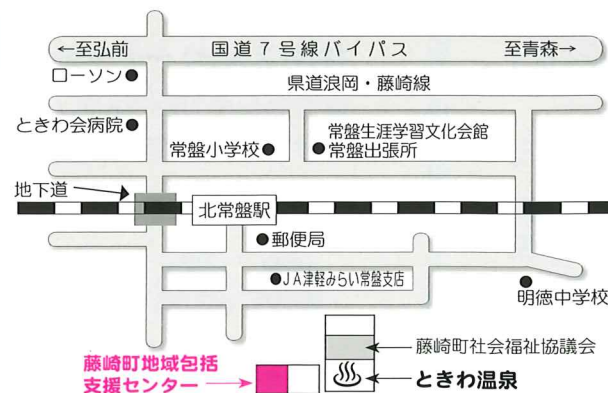 ←至弘前 国道7号線バイパス 至青森→
ローソン
県道浪岡・藤崎線
ときわ会病院
常盤生涯学習文化会館
常盤小学校 常盤出張所
地下道
北常盤駅
郵便局
JA津軽みらい常盤支店
明徳中学校
藤崎町社会福祉協議会
藤崎町地域包括
支援センター
ときわ温泉